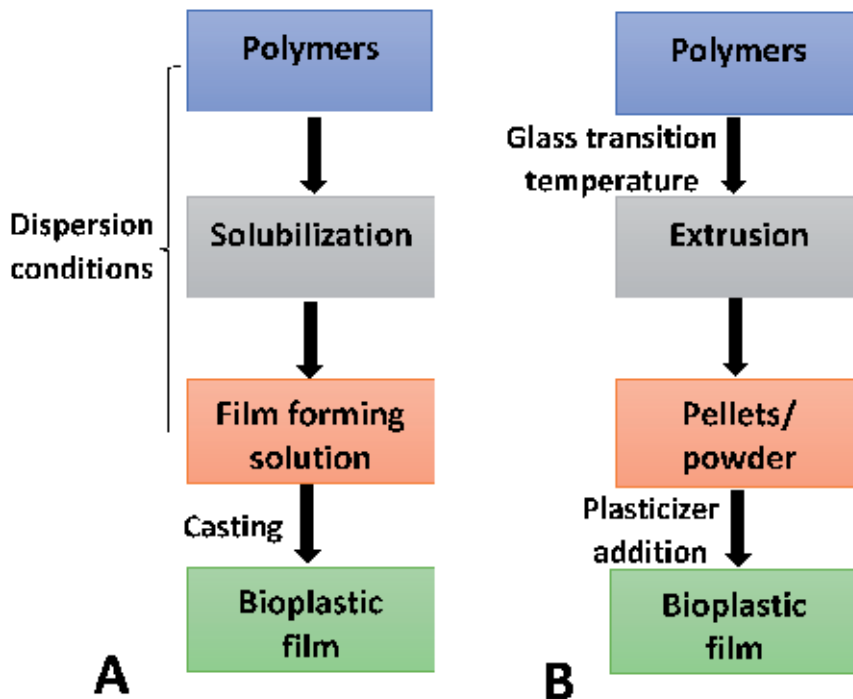 Polymers
Solubilization
Dispersion
conditions
Film forming
solution
Casting
Bioplastic
film
A
Polymers
Glass transition
temperature
Extrusion
Pellets/
powder
Plasticizer
addition
Bioplastic
film
B